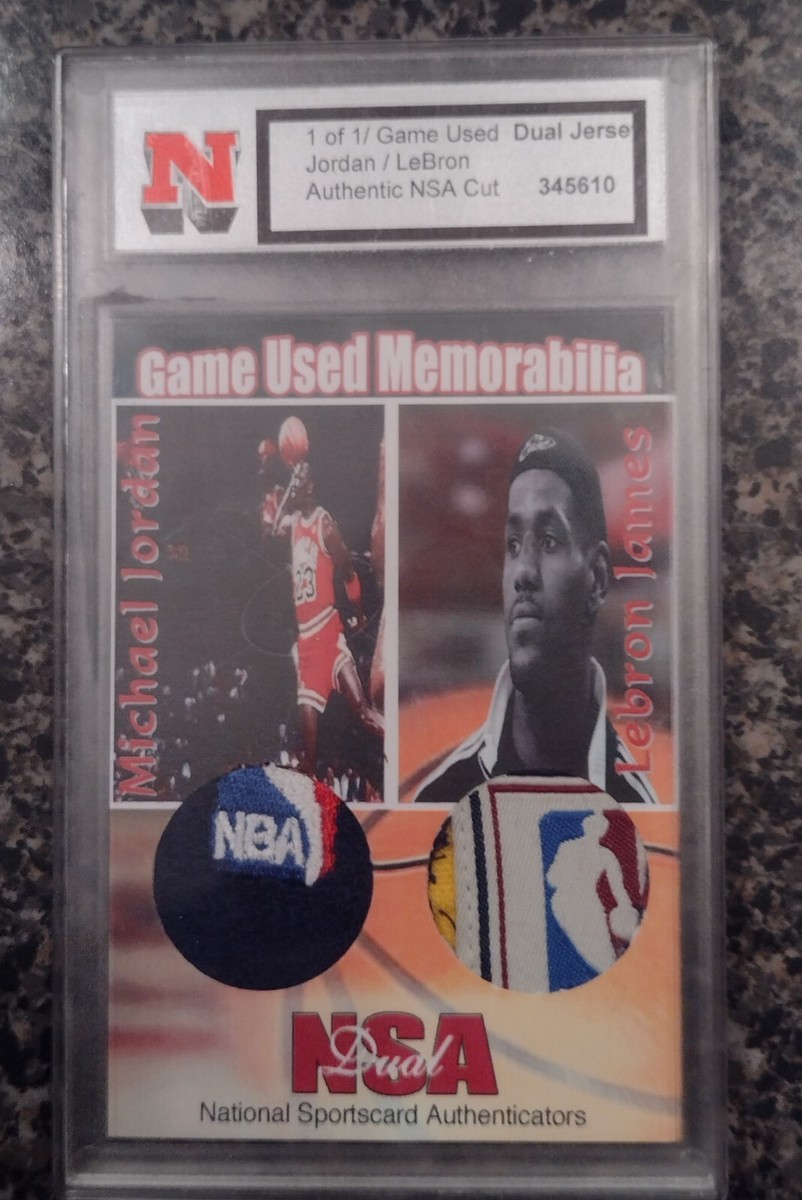 N
1 of 1/ Game Used Dual Jerse
Jordan / LeBron
Authentic NSA Cut 345610
Game Used Memorabilia
Michael Jordan
Lebron James
23
NBA
NSA
Dual
National Sportscard Authenticators